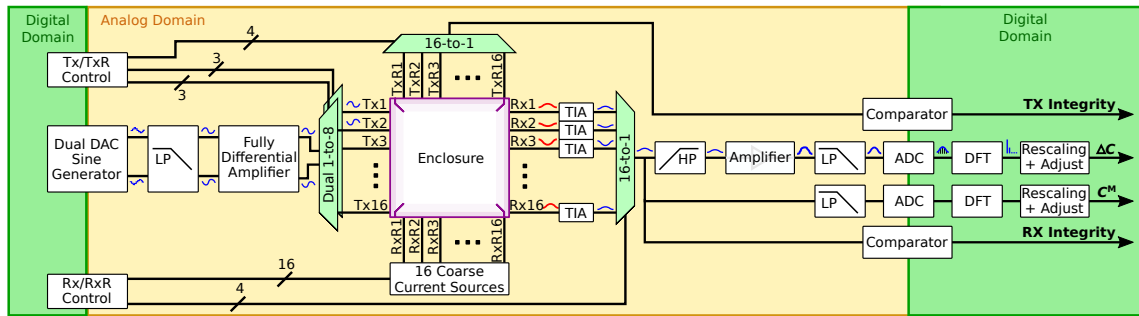 Digital
Domain
Analog Domain
Digital
Domain
Tx/TxR
Control
4
3
3
16-to-1
TxR1
TxR2
TxR3
TxR16
Dual DAC
Sine
Generator
LP
Fully
Differential
Amplifier
Dual 1-to-8
Tx1
Tx2
Tx3
Tx16
Enclosure
Rx1
Rx2
Rx3
Rx16
TIA
TIA
TIA
TIA
16-to-1
HP
Amplifier
LP
ADC
DFT
Rescaling
+ Adjust
ΔC
Comparator
TX Integrity
LP
ADC
DFT
Rescaling
+ Adjust
Cᴹ
Comparator
RX Integrity
RxR1
RxR2
RxR3
RxR16
16 Coarse
Current Sources
Rx/RxR
Control
16
4